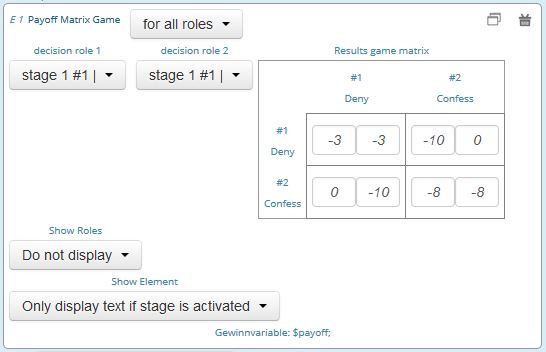 E 1 Payoff Matrix Game
for all roles
decision role 1
decision role 2
Results game matrix
stage 1 #1 |
stage 1 #1 |
#1
#2
Deny
Confess
#1
Deny
-3 -3 -10 0
#2
Confess
0 -10 -8 -8
Show Roles
Do not display
Show Element
Only display text if stage is activated
Gewinnvariable: $payoff;